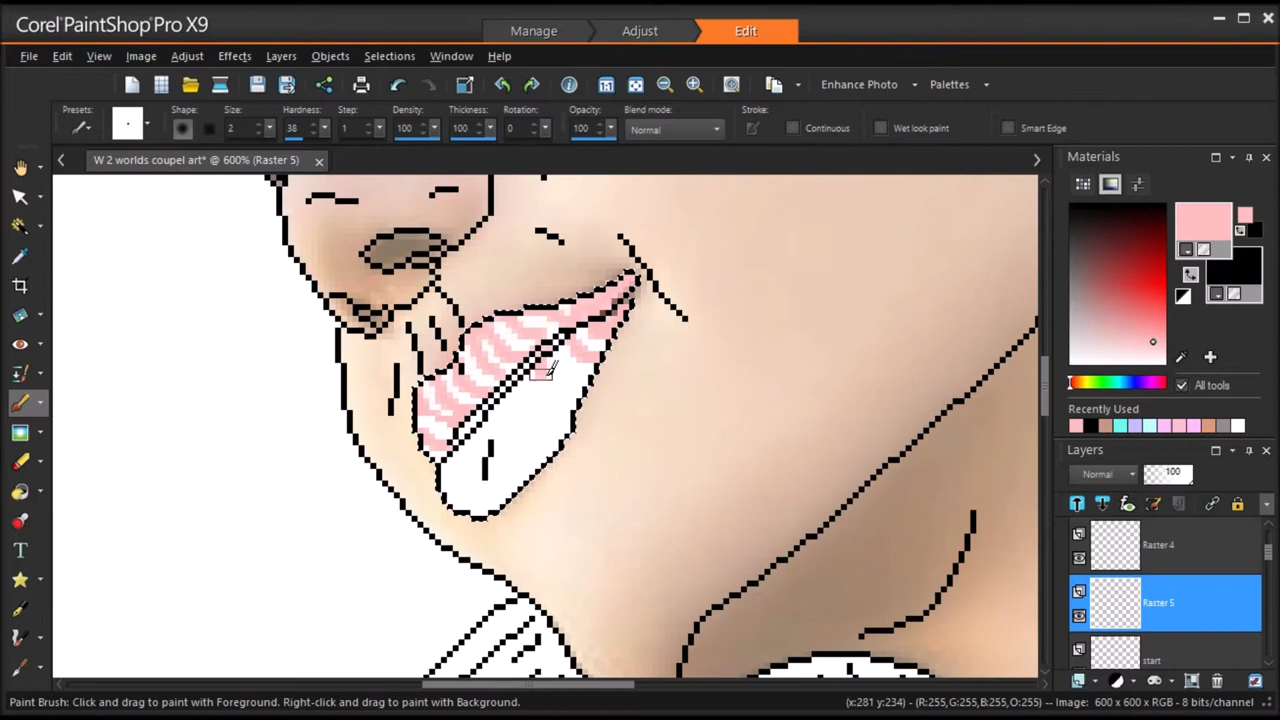 Corel PaintShop Pro X9
Manage
Adjust
Edit
File Edit View Image Adjust Effects Layers Objects Selections Window Help
1:1
Enhance Photo
Palettes
Presets: Shape: Size: Hardness: Step: Density: Thickness: Rotation: Opacity: Blend mode: Stroke:
2 38 1 100 100 0 100 Normal Continuous Wet look paint Smart Edge
W 2 worlds coupel art* @ 600% (Raster 5)
Materials
All tools
Recently Used
Layers
Normal 100
Raster 4
Raster 5
start
Paint Brush: Click and drag to paint with Foreground. Right-click and drag to paint with Background.
(x:281 y:234) -- (R:255,G:255,B:255,O:255) -- Image: 600 x 600 x RGB - 8 bits/channel